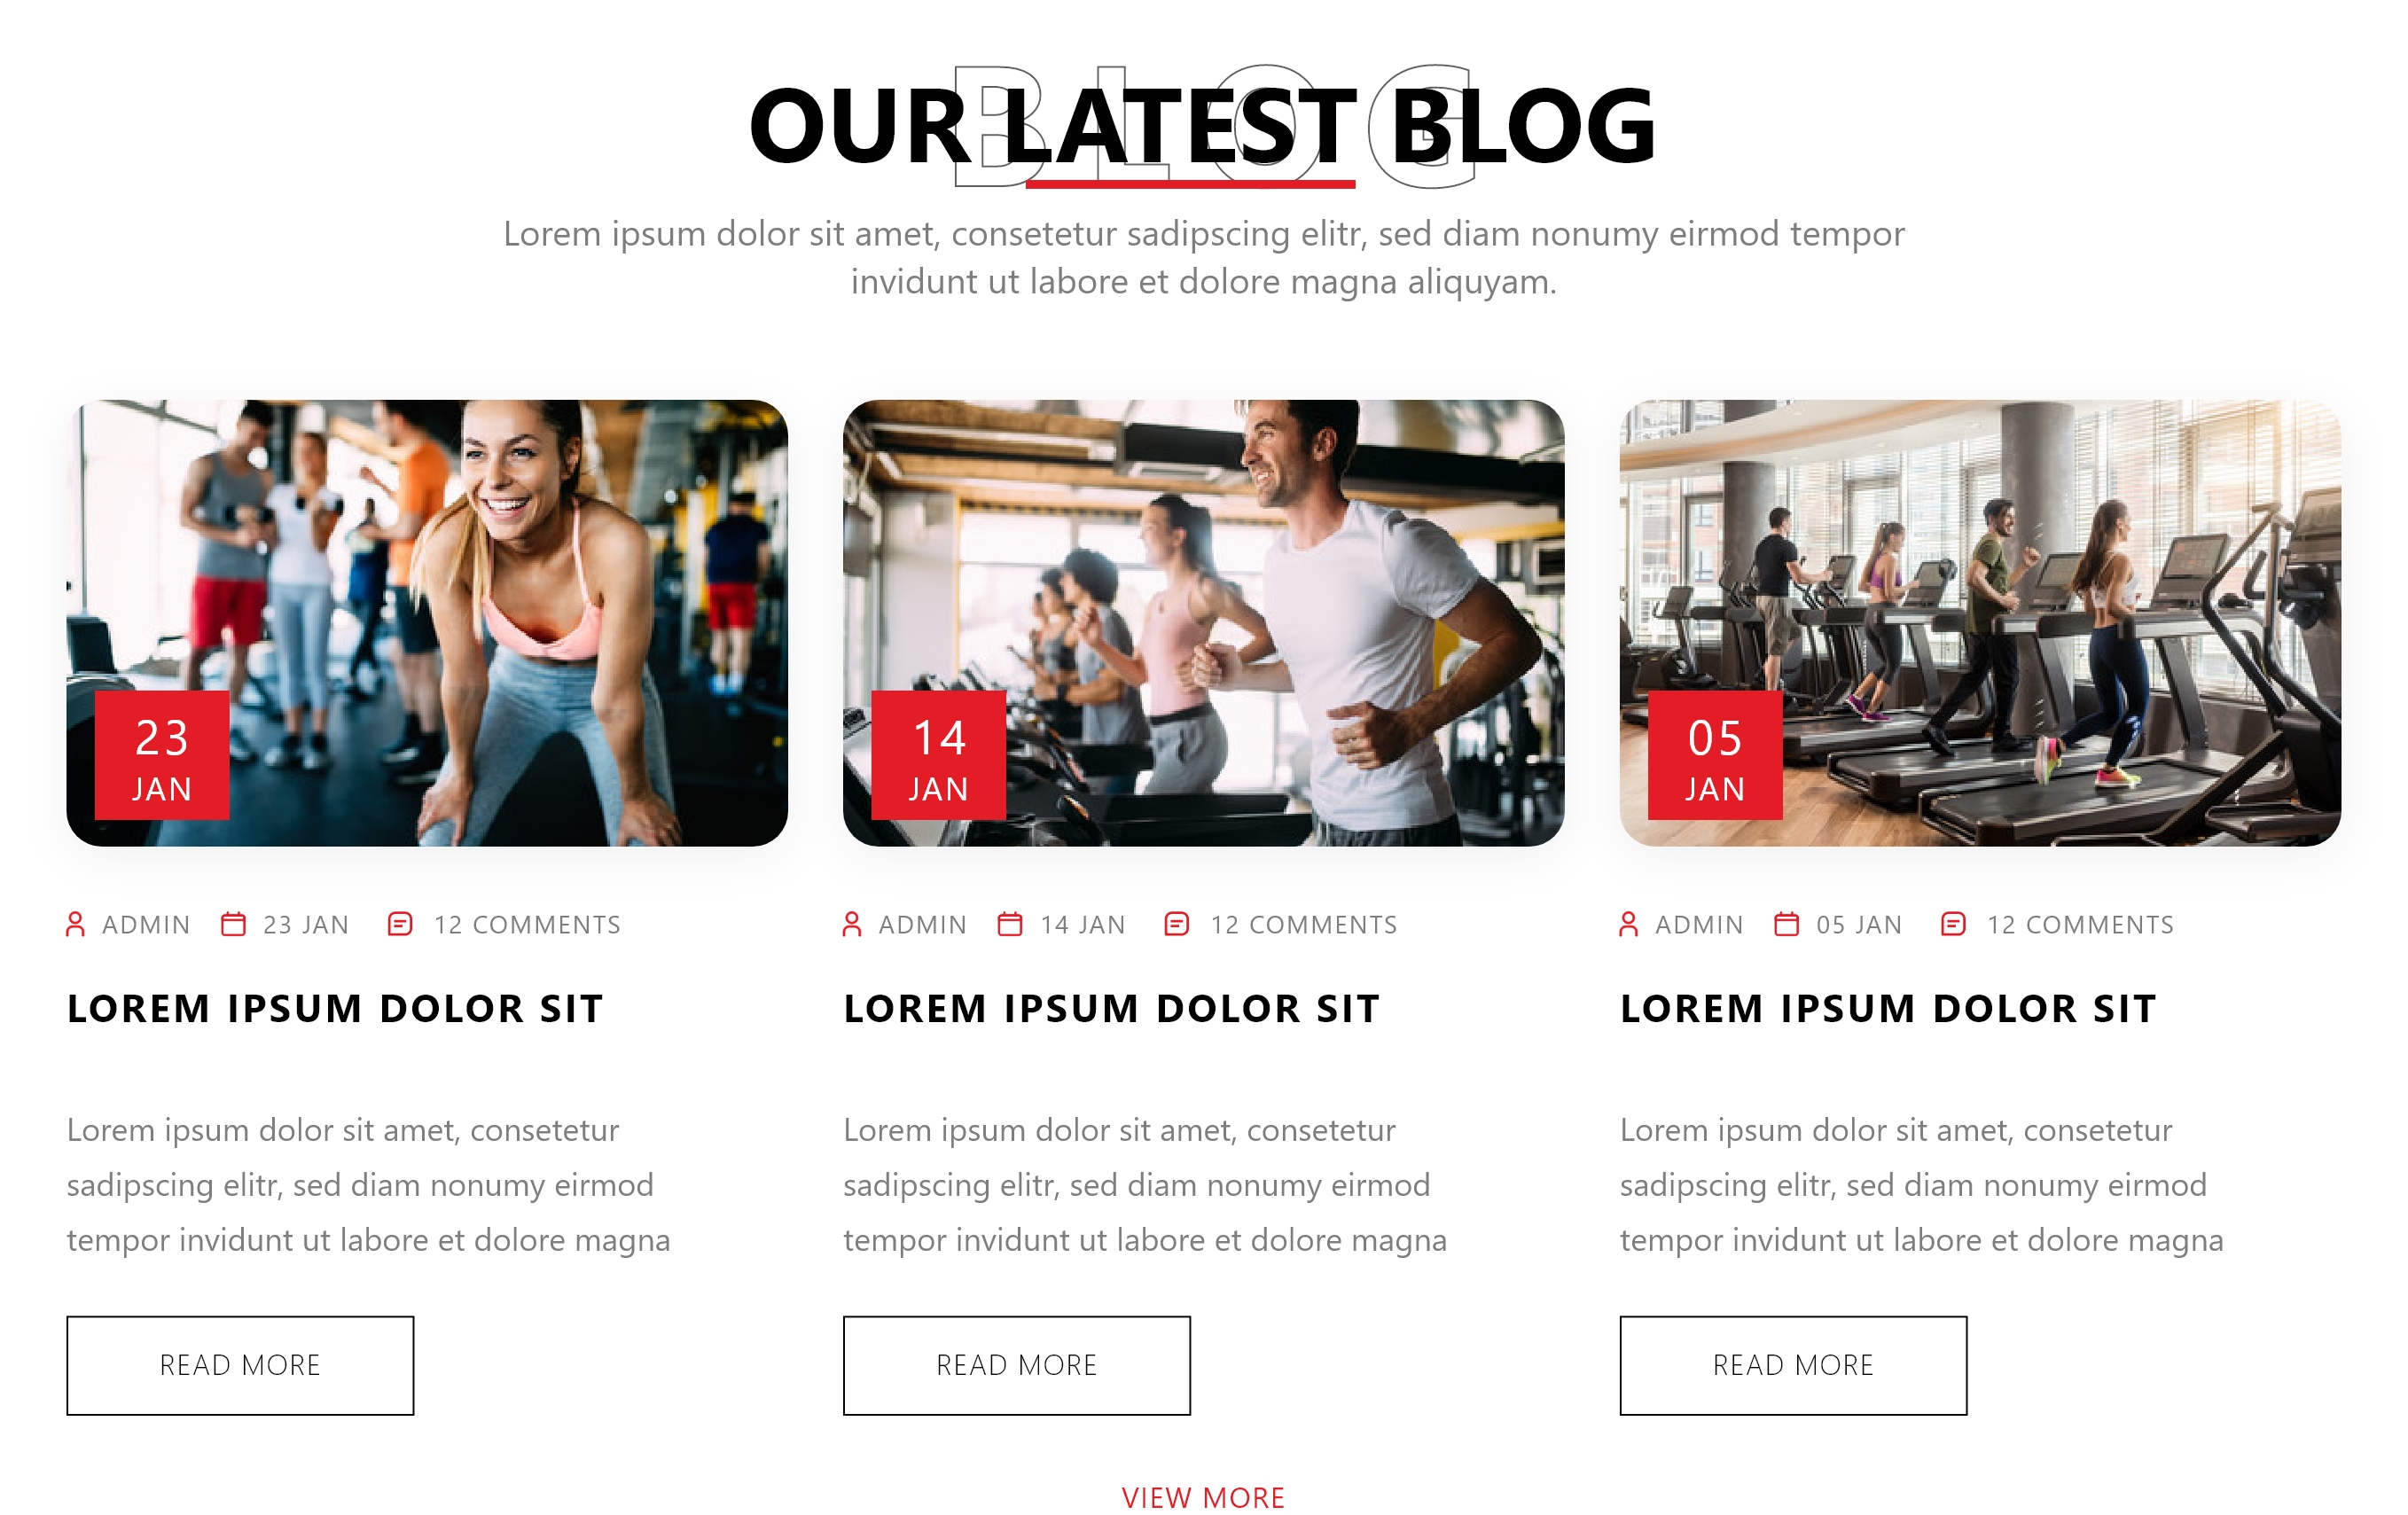 BLOG
OUR LATEST BLOG
Lorem ipsum dolor sit amet, consetetur sadipscing elitr, sed diam nonumy eirmod tempor
invidunt ut labore et dolore magna aliquyam.
23
JAN
ADMIN 23 JAN 12 COMMENTS
LOREM IPSUM DOLOR SIT
Lorem ipsum dolor sit amet, consetetur
sadipscing elitr, sed diam nonumy eirmod
tempor invidunt ut labore et dolore magna
READ MORE
14
JAN
ADMIN 14 JAN 12 COMMENTS
LOREM IPSUM DOLOR SIT
Lorem ipsum dolor sit amet, consetetur
sadipscing elitr, sed diam nonumy eirmod
tempor invidunt ut labore et dolore magna
READ MORE
05
JAN
ADMIN 05 JAN 12 COMMENTS
LOREM IPSUM DOLOR SIT
Lorem ipsum dolor sit amet, consetetur
sadipscing elitr, sed diam nonumy eirmod
tempor invidunt ut labore et dolore magna
READ MORE
VIEW MORE